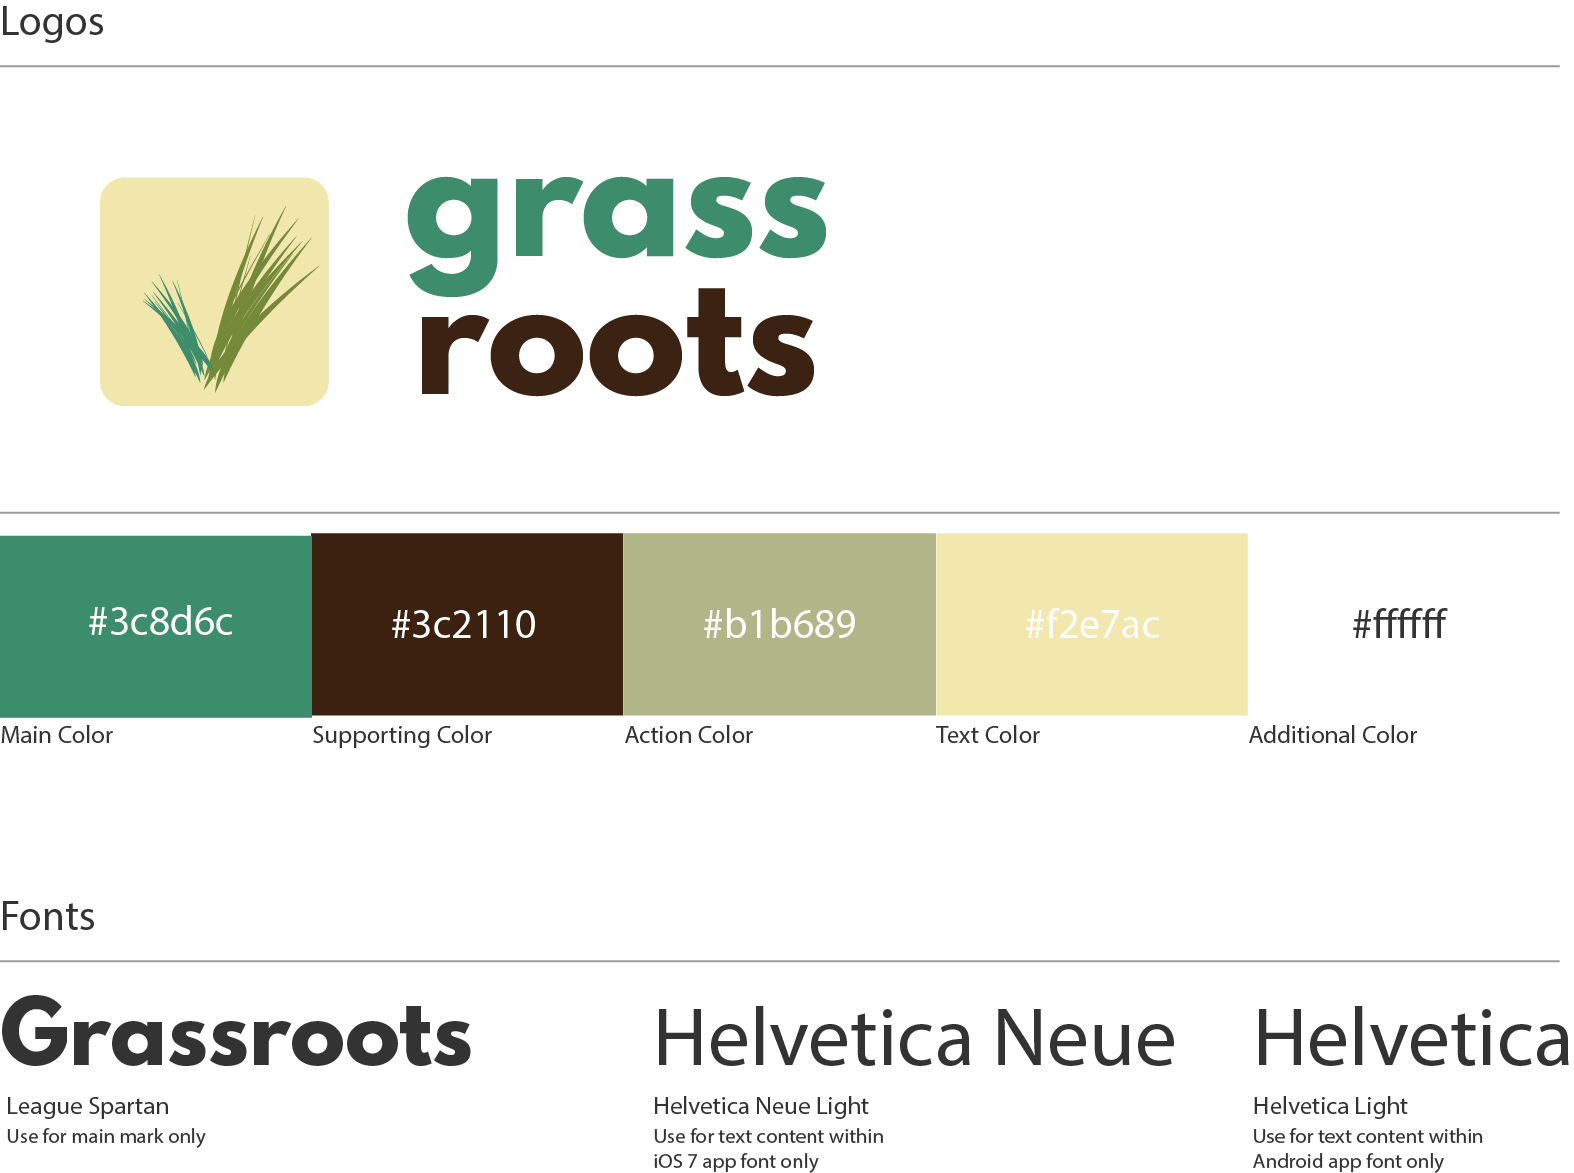 Logos
grass
roots
#3c8d6c
#3c2110
#b1b689
#f2e7ac
#ffffff
Main Color
Supporting Color
Action Color
Text Color
Additional Color
Fonts
Grassroots
League Spartan
Use for main mark only
Helvetica Neue
Helvetica Neue Light
Use for text content within
iOS 7 app font only
Helvetica
Helvetica Light
Use for text content within
Android app font only